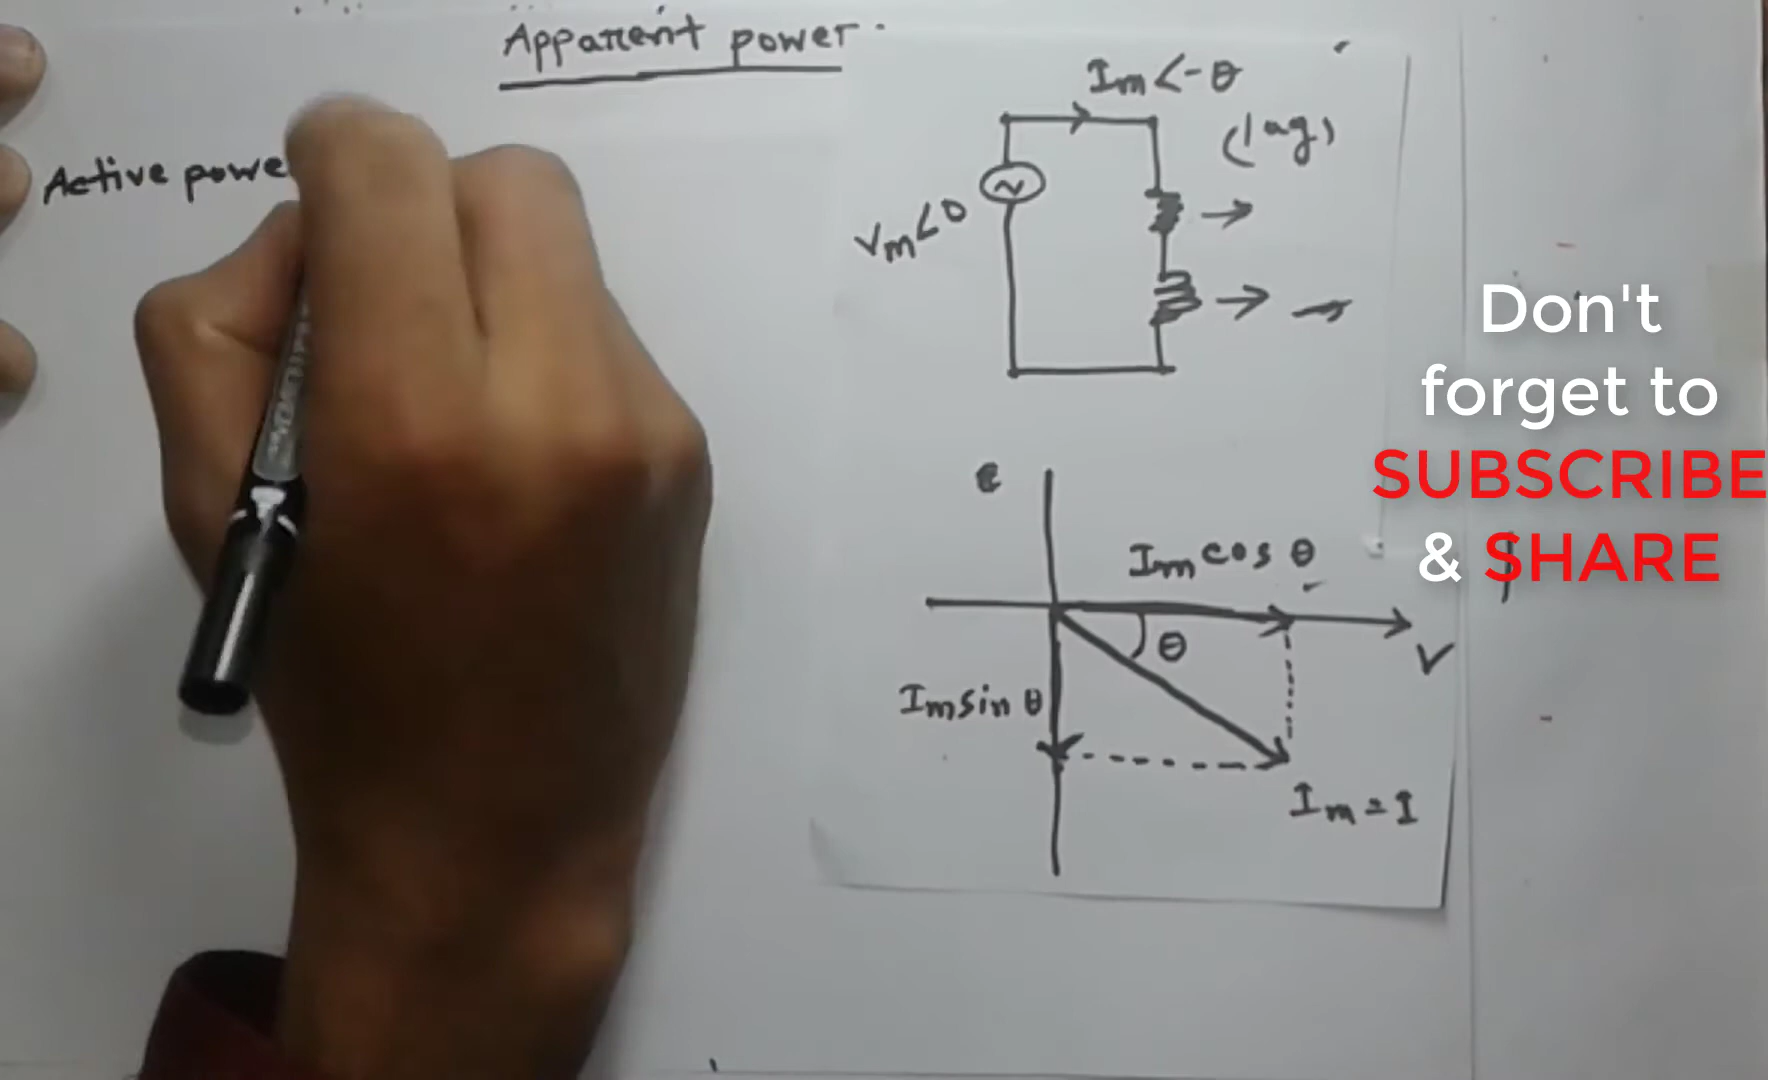 Apparent power
Active powe
Im∠-θ
(lag)
Vm∠0
Don't
forget to
SUBSCRIBE
& SHARE
Im cos θ
θ
V
Im sin θ
Im = I